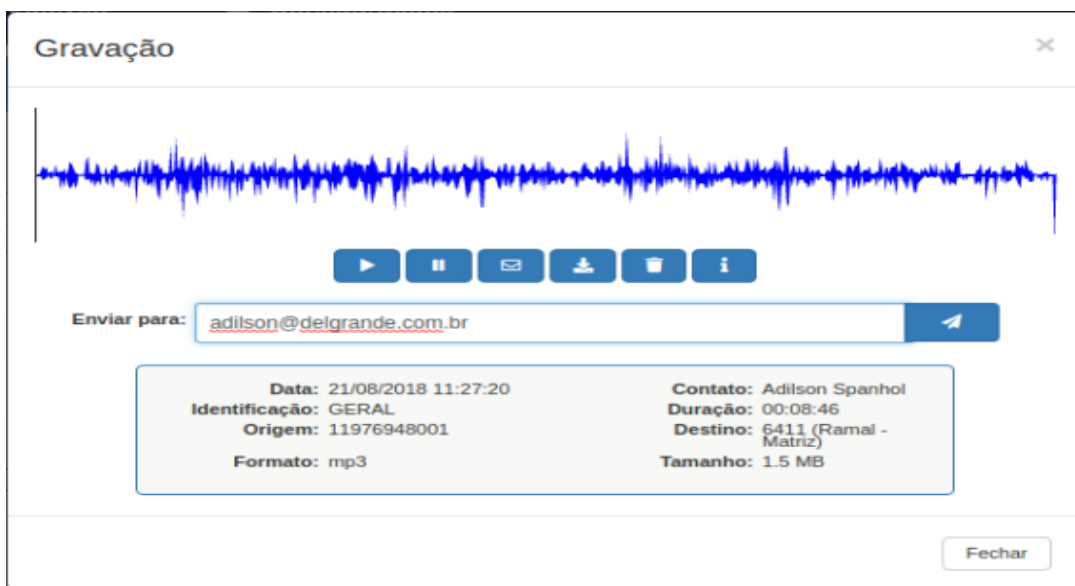 Gravação
×
Enviar para: adilson@delgrande.com.br
Data: 21/08/2018 11:27:20 Contato: Adilson Spanhol
Identificação: GERAL Duração: 00:08:46
Origem: 11976948001 Destino: 6411 (Ramal -
Matriz)
Formato: mp3 Tamanho: 1.5 MB
Fechar